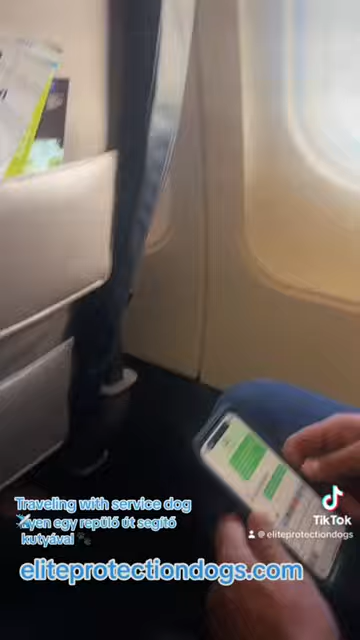 Traveling with service dog
✈️Ilyen egy repülő út segítő
kutyával 🐾
eliteprotectiondogs.com
TikTok
@eliteprotectiondogs